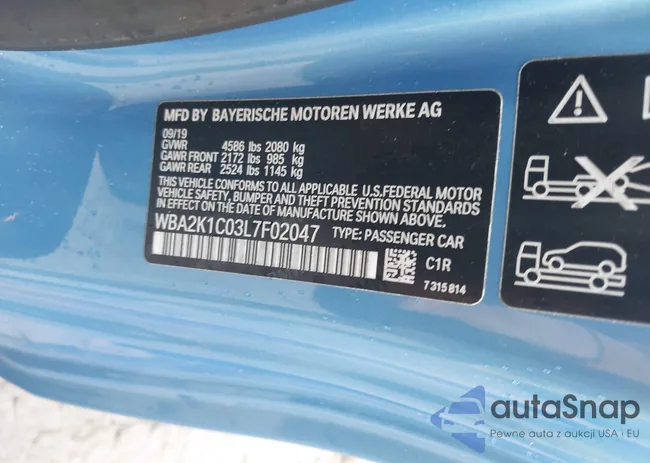 MFD BY BAYERISCHE MOTOREN WERKE AG
09/19
GVWR 4586 lbs 2080 kg
GAWR FRONT 2172 lbs 985 kg
GAWR REAR 2524 lbs 1145 kg
THIS VEHICLE CONFORMS TO ALL APPLICABLE U.S.FEDERAL MOTOR
VEHICLE SAFETY, BUMPER AND THEFT PREVENTION STANDARDS
IN EFFECT ON THE DATE OF MANUFACTURE SHOWN ABOVE.
WBA2K1C03L7F02047 TYPE: PASSENGER CAR
C1R
7 315 814
autaSnap
Pewne auta z aukcji USA i EU